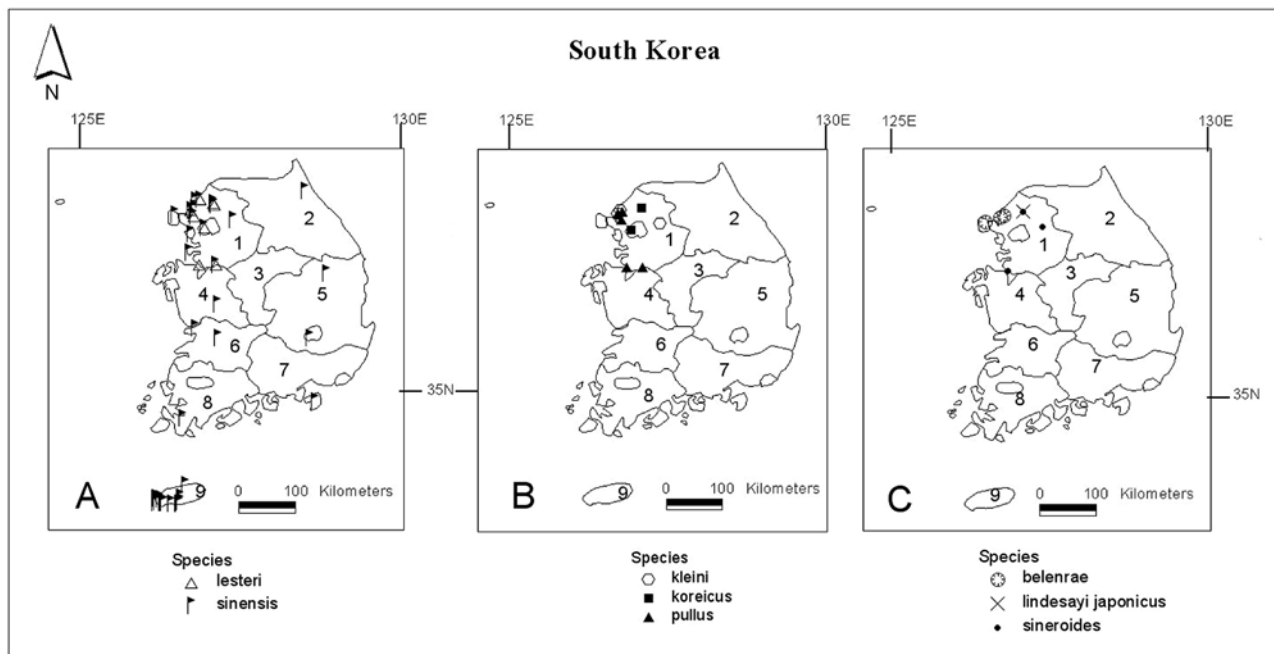 South Korea
N
125E 130E 125E 130E 125E 130E
1 2 3 4 5 6 7 8 9
1 2 3 4 5 6 7 8 9
1 2 3 4 5 6 7 8 9
35N 35N
A 0 100 Kilometers
B 0 100 Kilometers
C 0 100 Kilometers
Species
lesteri
sinensis
Species
kleini
koreicus
pullus
Species
belenrae
lindesayi japonicus
sineroides